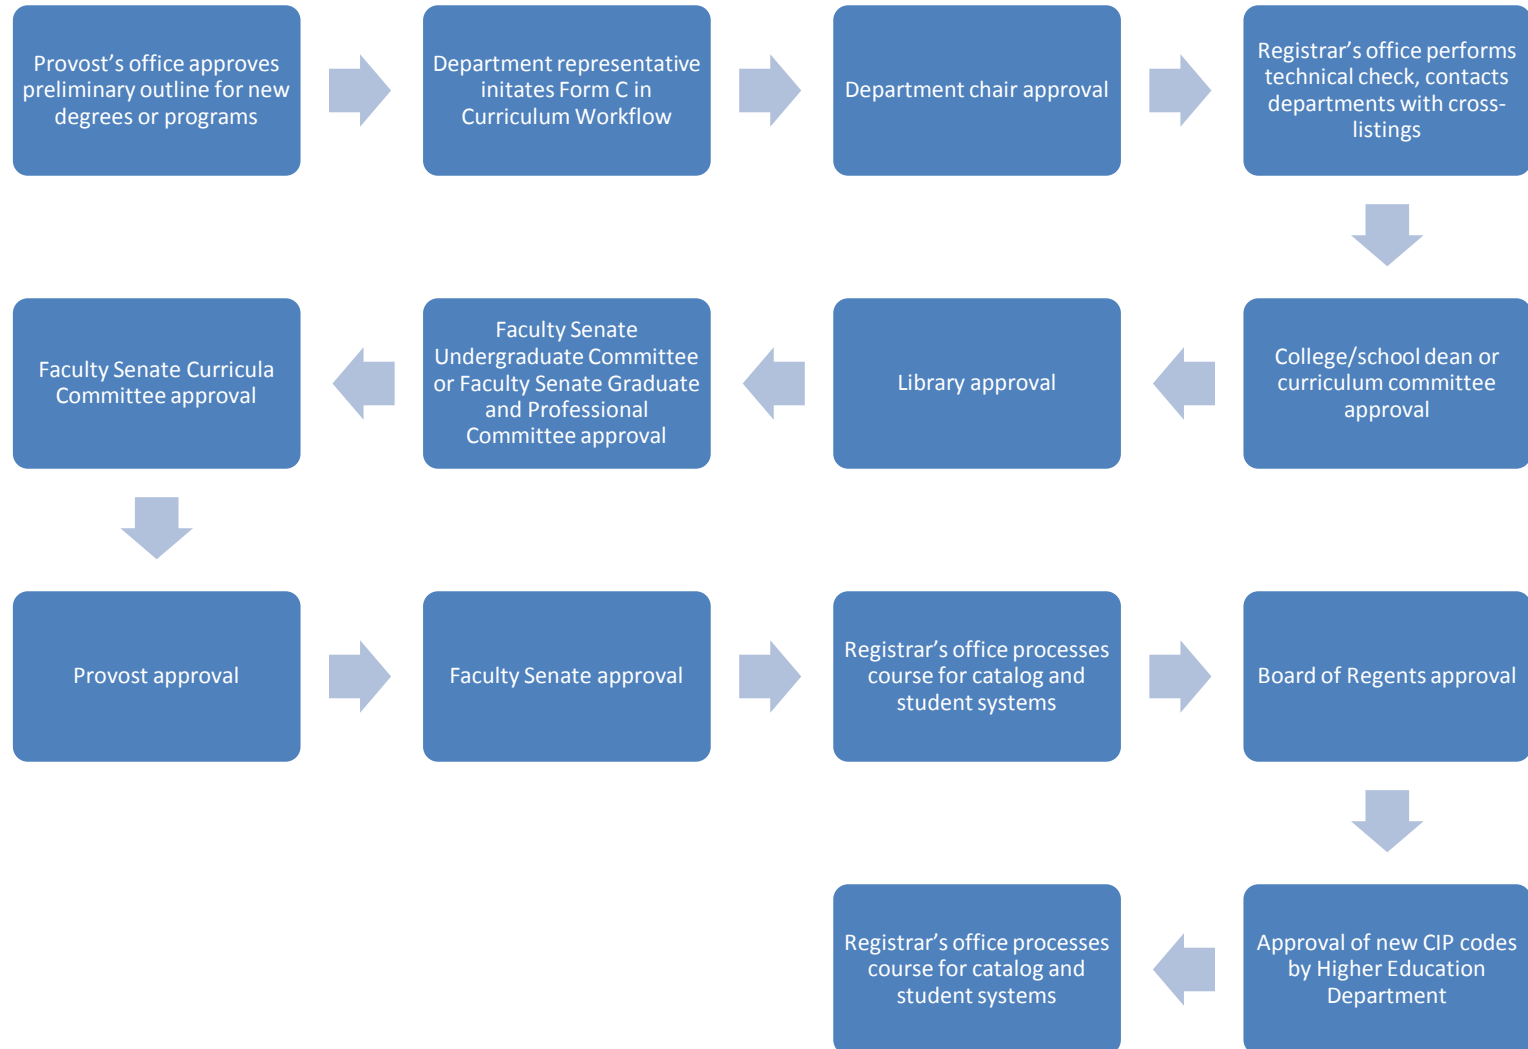 Provost’s office approves
preliminary outline for new
degrees or programs
Department representative
initates Form C in
Curriculum Workflow
Department chair approval
Registrar’s office performs
technical check, contacts
departments with cross-
listings
College/school dean or
curriculum committee
approval
Library approval
Faculty Senate
Undergraduate Committee
or Faculty Senate Graduate
and Professional
Committee approval
Faculty Senate Curricula
Committee approval
Provost approval
Faculty Senate approval
Registrar’s office processes
course for catalog and
student systems
Board of Regents approval
Approval of new CIP codes
by Higher Education
Department
Registrar’s office processes
course for catalog and
student systems